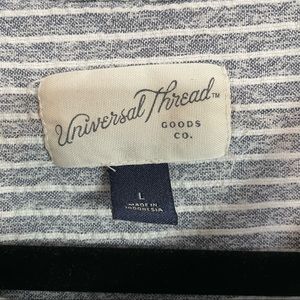 Universal Thread™
GOODS
CO.
L
MADE IN
INDONESIA